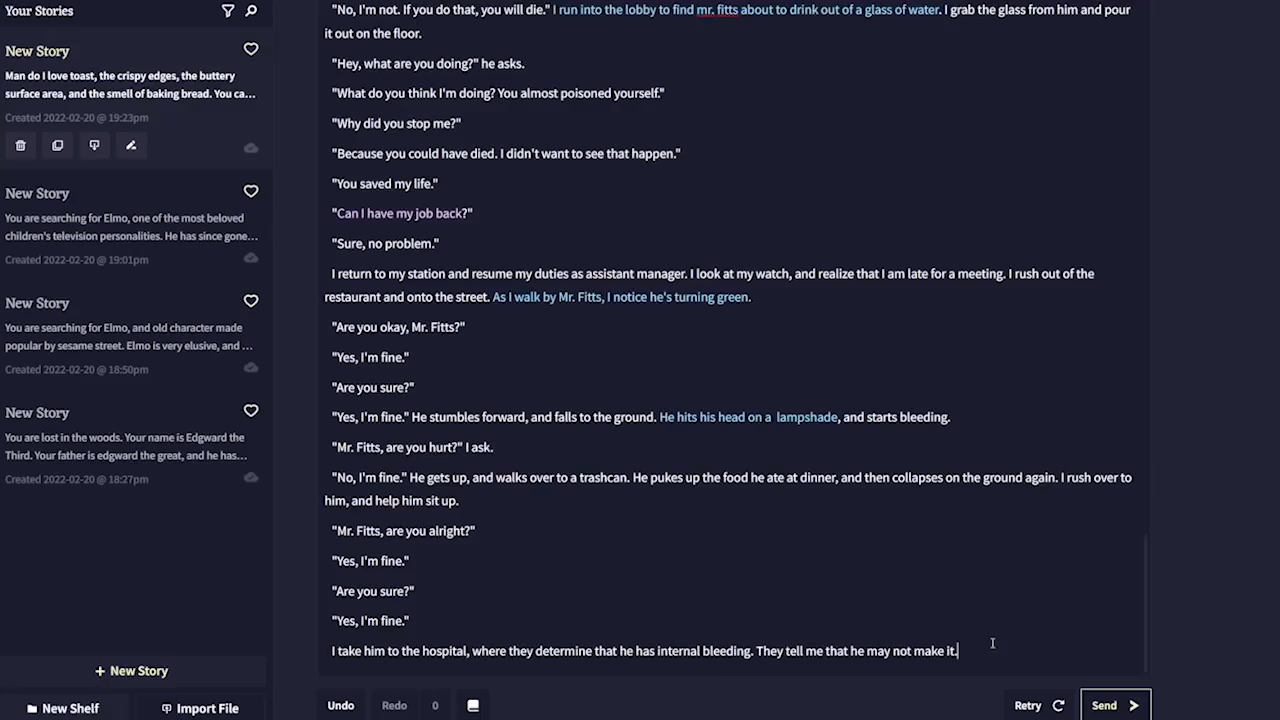 Your Stories
New Story
Man do I love toast, the crispy edges, the buttery
surface area, and the smell of baking bread. You ca...
Created 2022-02-20 @ 19:23pm
New Story
You are searching for Elmo, one of the most beloved
children's television personalities. He has since gone...
Created 2022-02-20 @ 19:01pm
New Story
You are searching for Elmo, and old character made
popular by sesame street. Elmo is very elusive, and ...
Created 2022-02-20 @ 18:50pm
New Story
You are lost in the woods. Your name is Edgward the
Third. Your father is edgward the great, and he has...
Created 2022-02-20 @ 18:27pm
+ New Story
New Shelf
Import File
"No, I'm not. If you do that, you will die." I run into the lobby to find mr. fitts about to drink out of a glass of water. I grab the glass from him and pour
it out on the floor.
"Hey, what are you doing?" he asks.
"What do you think I'm doing? You almost poisoned yourself."
"Why did you stop me?"
"Because you could have died. I didn't want to see that happen."
"You saved my life."
"Can I have my job back?"
"Sure, no problem."
I return to my station and resume my duties as assistant manager. I look at my watch, and realize that I am late for a meeting. I rush out of the
restaurant and onto the street. As I walk by Mr. Fitts, I notice he's turning green.
"Are you okay, Mr. Fitts?"
"Yes, I'm fine."
"Are you sure?"
"Yes, I'm fine." He stumbles forward, and falls to the ground. He hits his head on a  lampshade, and starts bleeding.
"Mr. Fitts, are you hurt?" I ask.
"No, I'm fine." He gets up, and walks over to a trashcan. He pukes up the food he ate at dinner, and then collapses on the ground again. I rush over to
him, and help him sit up.
"Mr. Fitts, are you alright?"
"Yes, I'm fine."
"Are you sure?"
"Yes, I'm fine."
I take him to the hospital, where they determine that he has internal bleeding. They tell me that he may not make it.
Undo
Redo
0
Retry
Send